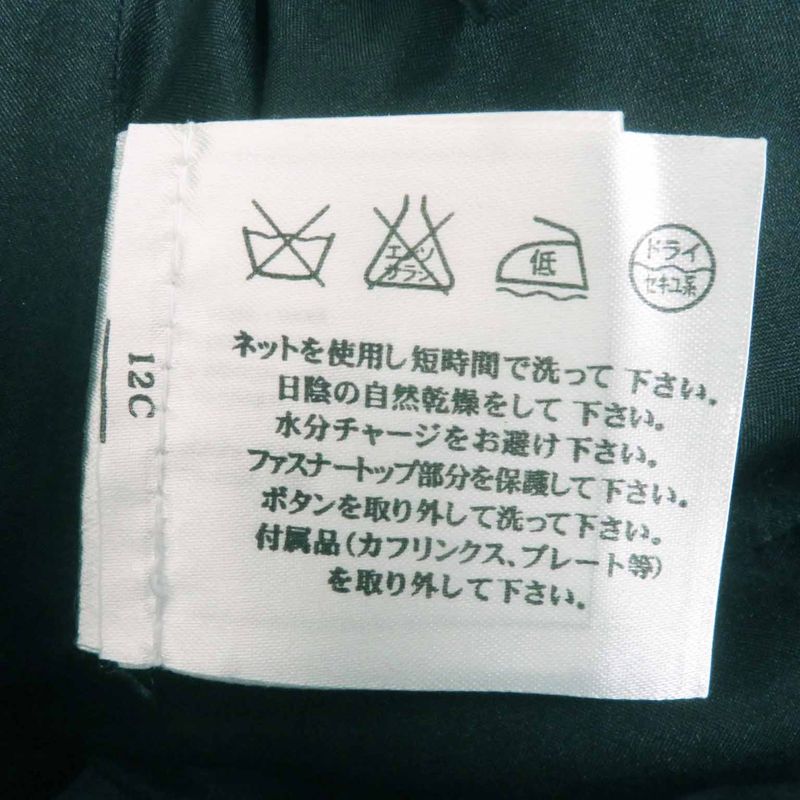 エンソ
サラシ
低
ドライ
セキユ系
ネットを使用し短時間で洗って 下さい。
日陰の自然乾燥をして 下さい。
水分チャージをお避け 下さい。
ファスナートップ部分を保護して下さい。
ボタンを取り外して洗って下さい。
付属品(カフリンクス、プレート等)
を取り外して下さい。
12C